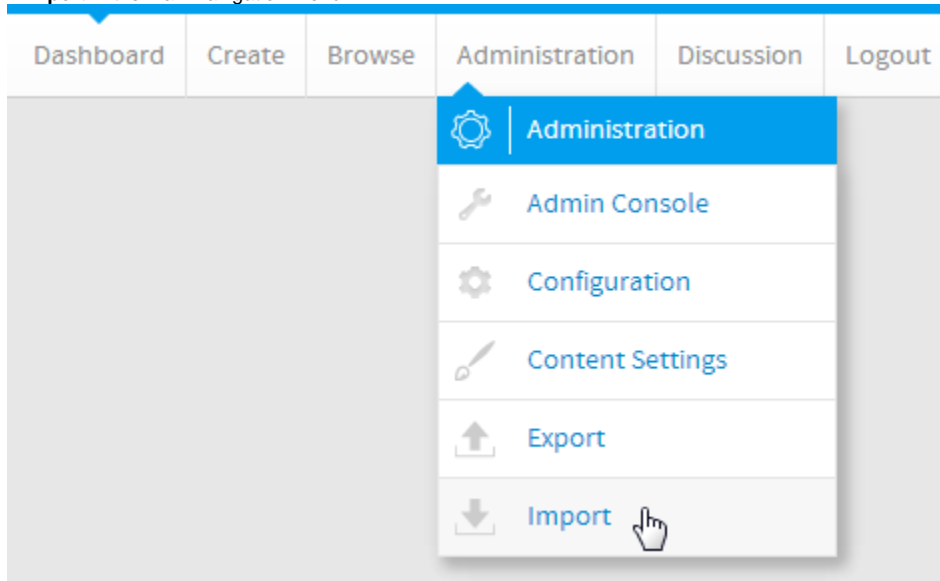 Dashboard Create Browse Administration Discussion Logout
Administration
Admin Console
Configuration
Content Settings
Export
Import